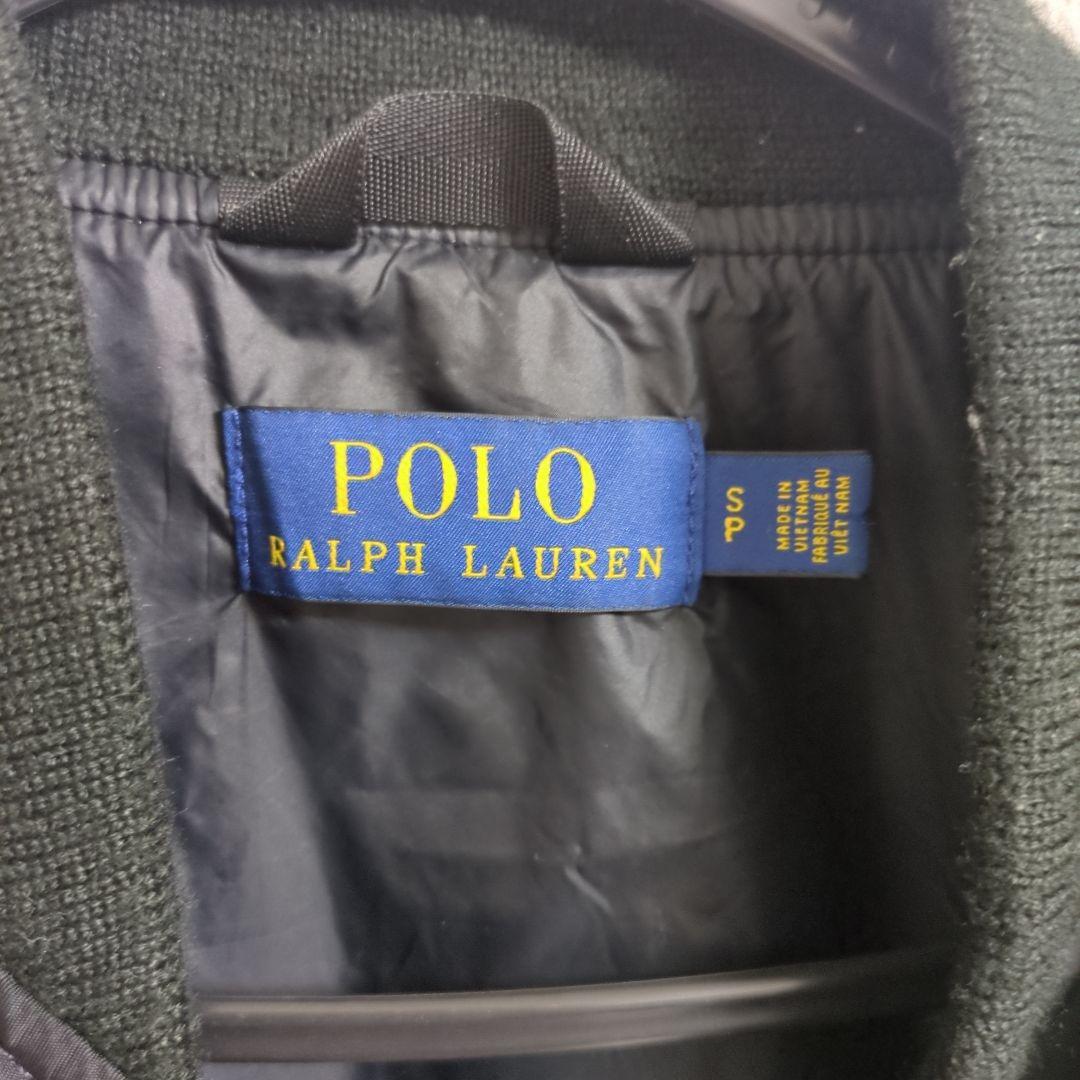 POLO
RALPH LAUREN
S
P
MADE IN
VIETNAM
FABRIQUÉ AU
VIÊT NAM